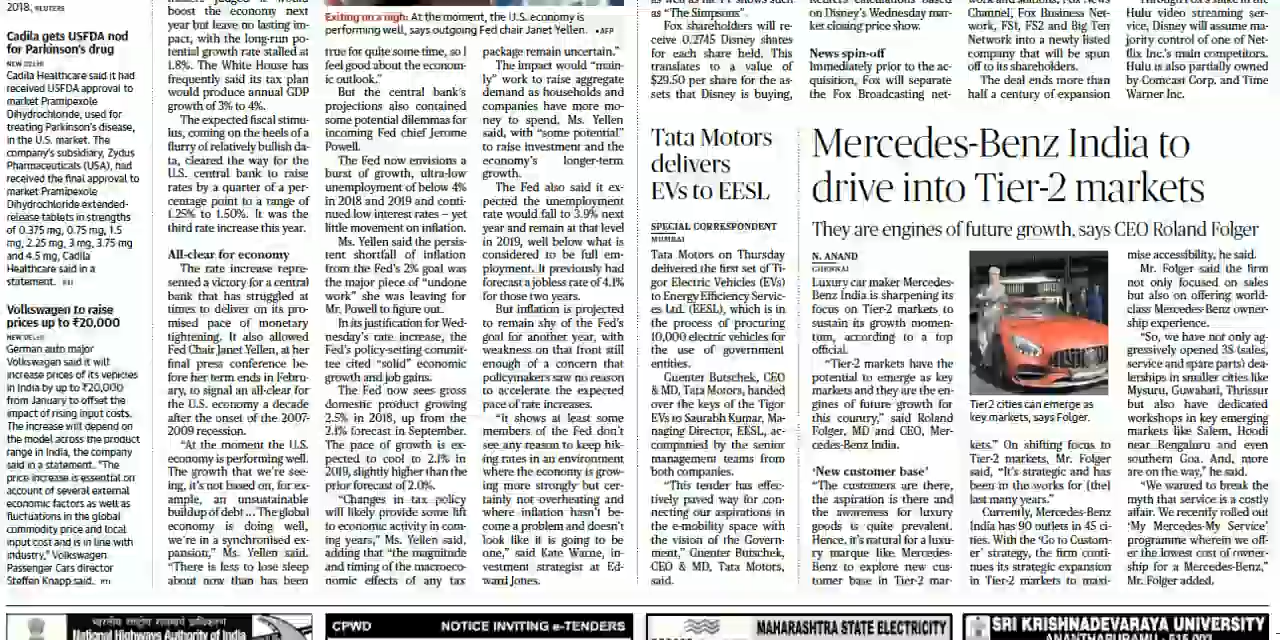 2018, REUTERS
Cadila gets USFDA nod
for Parkinson's drug
NEW DELHI
Cadila Healthcare said it had
received USFDA approval to
market Pramipexole
Dihydrochloride, used for
treating Parkinson's disease,
in the U.S. market. The
company's subsidiary, Zydus
Pharmaceuticals (USA), had
received the final approval to
market Pramipexole
Dihydrochloride extended-
release tablets in strengths
of 0.375 mg, 0.75 mg, 1.5
mg, 2.25 mg, 3 mg, 3.75 mg
and 4.5 mg, Cadila
Healthcare said in a
statement. PTI
Volkswagen to raise
prices up to ₹20,000
NEW DELHI
German auto major
Volkswagen said it will
increase prices of its vehicles
in India by up to ₹20,000
from January to offset the
impact of rising input costs.
The increase will depend on
the model across the product
range in India, the company
said in a statement. "The
price increase is essential on
account of several external
economic factors as well as
fluctuations in the global
commodity price and local
input cost and is in line with
industry," Volkswagen
Passenger Cars director
Steffen Knapp said. PTI
boost the economy next
year but leave no lasting im-
pact, with the long-run po-
tential growth rate stalled at
1.8%. The White House has
frequently said its tax plan
would produce annual GDP
growth of 3% to 4%.
The expected fiscal stimu-
lus, coming on the heels of a
flurry of relatively bullish da-
ta, cleared the way for the
U.S. central bank to raise
rates by a quarter of a per-
centage point to a range of
1.25% to 1.50%. It was the
third rate increase this year.
All-clear for economy
The rate increase repre-
sented a victory for a central
bank that has struggled at
times to deliver on its pro-
mised pace of monetary
tightening. It also allowed
Fed Chair Janet Yellen, at her
final press conference be-
fore her term ends in Febru-
ary, to signal an all-clear for
the U.S. economy a decade
after the onset of the 2007-
2009 recession.
"At the moment the U.S.
economy is performing well.
The growth that we're see-
ing, it's not based on, for ex-
ample, an unsustainable
buildup of debt ... The global
economy is doing well,
we're in a synchronised ex-
pansion," Ms. Yellen said.
"There is less to lose sleep
about now than has been
Exiting on a high: At the moment, the U.S. economy is
performing well, says outgoing Fed chair Janet Yellen. • AFP
true for quite some time, so I
feel good about the econom-
ic outlook."
But the central bank's
projections also contained
some potential dilemmas for
incoming Fed chief Jerome
Powell.
The Fed now envisions a
burst of growth, ultra-low
unemployment of below 4%
in 2018 and 2019 and conti-
nued low interest rates – yet
little movement on inflation.
Ms. Yellen said the persis-
tent shortfall of inflation
from the Fed's 2% goal was
the major piece of "undone
work" she was leaving for
Mr. Powell to figure out.
In its justification for Wed-
nesday's rate increase, the
Fed's policy-setting commit-
tee cited "solid" economic
growth and job gains.
The Fed now sees gross
domestic product growing
2.5% in 2018, up from the
2.1% forecast in September.
The pace of growth is ex-
pected to cool to 2.1% in
2019, slightly higher than the
prior forecast of 2.0%.
"Changes in tax policy
will likely provide some lift
to economic activity in com-
ing years," Ms. Yellen said,
adding that "the magnitude
and timing of the macroeco-
nomic effects of any tax
package remain uncertain."
The impact would "main-
ly" work to raise aggregate
demand as households and
companies have more mo-
ney to spend, Ms. Yellen
said, with "some potential"
to raise investment and the
economy's longer-term
growth.
The Fed also said it ex-
pected the unemployment
rate would fall to 3.9% next
year and remain at that level
in 2019, well below what is
considered to be full em-
ployment. It previously had
forecast a jobless rate of 4.1%
for those two years.
But inflation is projected
to remain shy of the Fed's
goal for another year, with
weakness on that front still
enough of a concern that
policymakers saw no reason
to accelerate the expected
pace of rate increases.
"It shows at least some
members of the Fed don't
see any reason to keep hik-
ing rates in an environment
where the economy is grow-
ing more strongly but cer-
tainly not overheating and
where inflation hasn't be-
come a problem and doesn't
look like it is going to be
one," said Kate Warne, in-
vestment strategist at Ed-
ward Jones.
as "The Simpsons".
Fox shareholders will re-
ceive 0.2745 Disney shares
for each share held. This
translates to a value of
$29.50 per share for the as-
sets that Disney is buying,
on Disney's Wednesday mar-
ket closing price show.
News spin-off
Immediately prior to the ac-
quisition, Fox will separate
the Fox Broadcasting net-
Channel, Fox Business Net-
work, FS1, FS2 and Big Ten
Network into a newly listed
company that will be spun
off to its shareholders.
The deal ends more than
half a century of expansion
Hulu video streaming ser-
vice, Disney will assume ma-
jority control of one of Net-
flix Inc.'s main competitors.
Hulu is also partially owned
by Comcast Corp. and Time
Warner Inc.
Tata Motors
delivers
EVs to EESL
SPECIAL CORRESPONDENT
MUMBAI
Tata Motors on Thursday
delivered the first set of Ti-
gor Electric Vehicles (EVs)
to Energy Efficiency Servic-
es Ltd. (EESL), which is in
the process of procuring
10,000 electric vehicles for
the use of government
entities.
Guenter Butschek, CEO
& MD, Tata Motors, handed
over the keys of the Tigor
EVs to Saurabh Kumar, Ma-
naging Director, EESL, ac-
companied by the senior
management teams from
both companies.
"This tender has effec-
tively paved way for con-
necting our aspirations in
the e-mobility space with
the vision of the Govern-
ment," Guenter Butschek,
CEO & MD, Tata Motors,
said.
Mercedes-Benz India to
drive into Tier-2 markets
They are engines of future growth, says CEO Roland Folger
N. ANAND
CHENNAI
Luxury car maker Mercedes-
Benz India is sharpening its
focus on Tier-2 markets to
sustain its growth momen-
tum, according to a top
official.
"Tier-2 markets have the
potential to emerge as key
markets and they are the en-
gines of future growth for
this country," said Roland
Folger, MD and CEO, Mer-
cedes-Benz India.
'New customer base'
"The customers are there,
the aspiration is there and
the awareness for luxury
goods is quite prevalent.
Hence, it's natural for a luxu-
ry marque like Mercedes-
Benz to explore new cus-
tomer base in Tier-2 mar-
Tier2 cities can emerge as
key markets, says Folger.
kets." On shifting focus to
Tier-2 markets, Mr. Folger
said, "It's strategic and has
been in the works for [the]
last many years."
Currently, Mercedes-Benz
India has 90 outlets in 45 ci-
ties. With the 'Go to Custom-
er' strategy, the firm conti-
nues its strategic expansion
in Tier-2 markets to maxi-
mise accessibility, he said.
Mr. Folger said the firm
not only focused on sales
but also on offering world-
class Mercedes-Benz owner-
ship experience.
"So, we have not only ag-
gressively opened 3S (sales,
service and spare parts) dea-
lerships in smaller cities like
Mysuru, Guwahati, Thrissur
but also have dedicated
workshops in key emerging
markets like Salem, Hoodi
near Bengaluru and even
southern Goa. And, more
are on the way," he said.
"We wanted to break the
myth that service is a costly
affair. We recently rolled out
'My Mercedes-My Service'
programme wherein we off-
er the lowest cost of owner-
ship for a Mercedes-Benz,"
Mr. Folger added.
भारतीय राष्ट्रीय राजमार्ग प्राधिकरण
National Highways Authority of India
CPWD NOTICE INVITING e-TENDERS
MAHARASHTRA STATE ELECTRICITY
SRI KRISHNADEVARAYA UNIVERSITY
ANANTHAPURAMU - 515 003